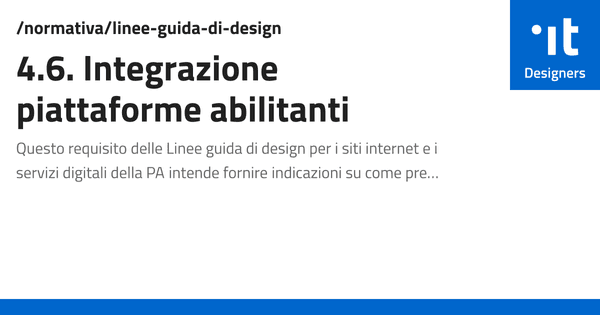 /normativa/linee-guida-di-design
4.6. Integrazione
piattaforme abilitanti
Questo requisito delle Linee guida di design per i siti internet e i
servizi digitali della PA intende fornire indicazioni su come pre...
.it
Designers